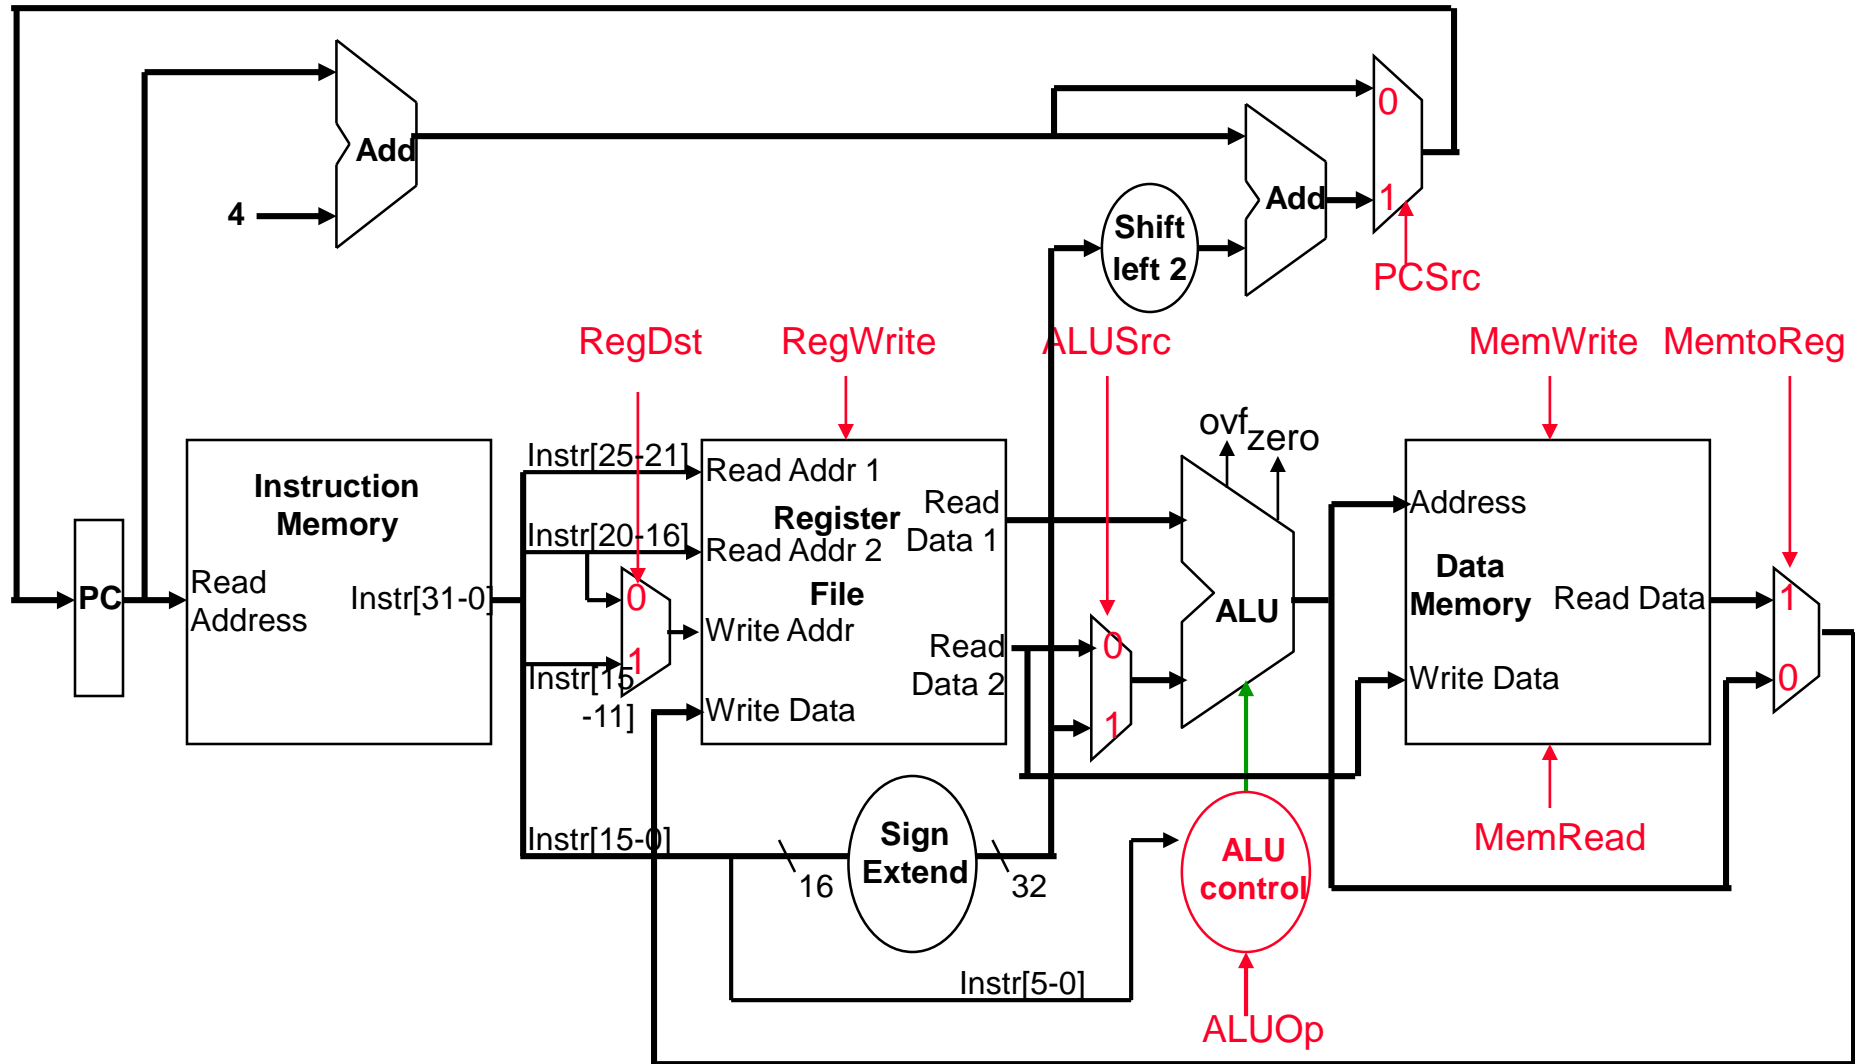 0
Add
1
Add
4
Shift
left 2
PCSrc
RegDst
RegWrite
ALUSrc
MemWrite
MemtoReg
ovf
zero
Instr[25-21]
Read Addr 1
Instruction
Memory
Register
Read
Data 1
Address
Instr[20-16]
Read Addr 2
PC
Read
Address
Instr[31-0]
0
File
Write Addr
1
Instr[15
-11]
Write Data
Read
Data 2
0
1
ALU
Data
Memory
Read Data
Write Data
1
0
Instr[15-0]
16
Sign
Extend
32
ALU
control
MemRead
Instr[5-0]
ALUOp